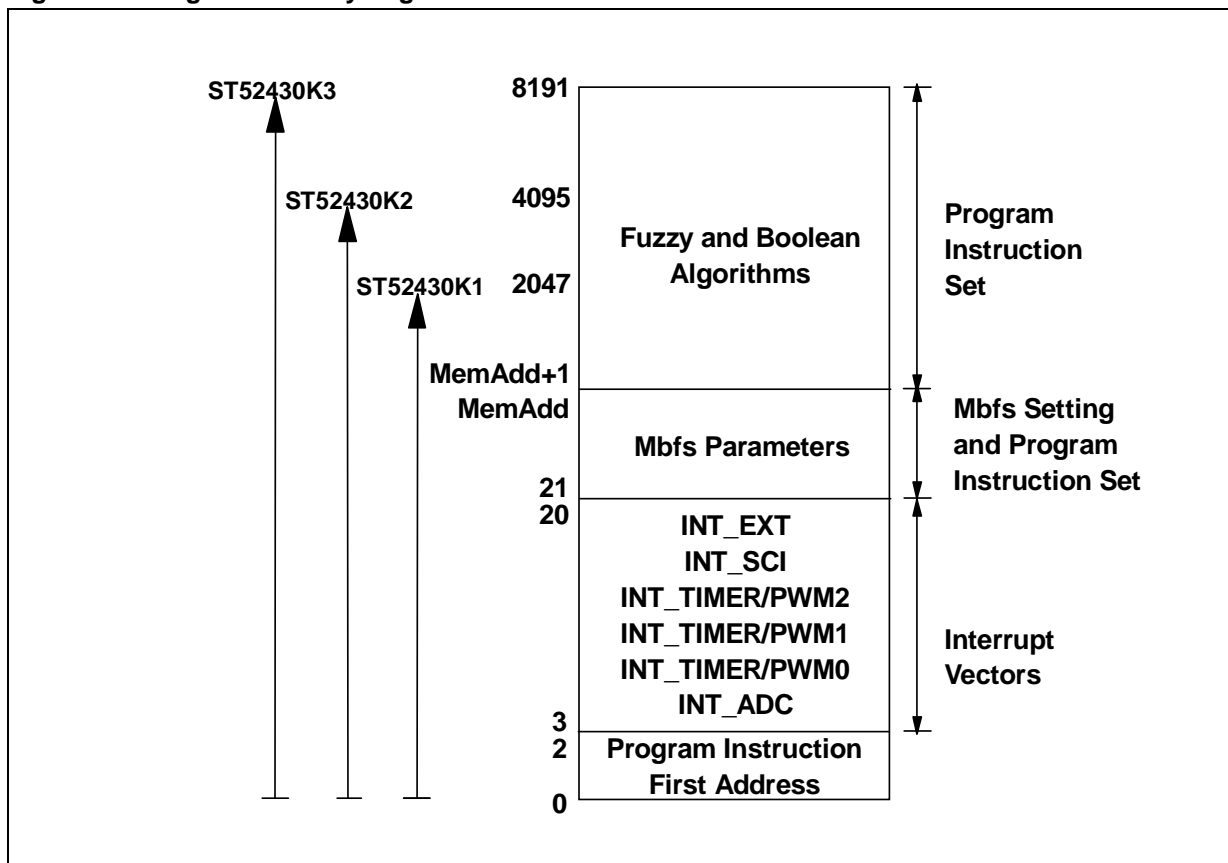 ST52430K3
ST52430K2
ST52430K1
8191
4095
2047
MemAdd+1
MemAdd
21
20
3
2
0
Fuzzy and Boolean
Algorithms
Mbfs Parameters
INT_EXT
INT_SCI
INT_TIMER/PWM2
INT_TIMER/PWM1
INT_TIMER/PWM0
INT_ADC
Program Instruction
First Address
Program
Instruction
Set
Mbfs Setting
and Program
Instruction Set
Interrupt
Vectors